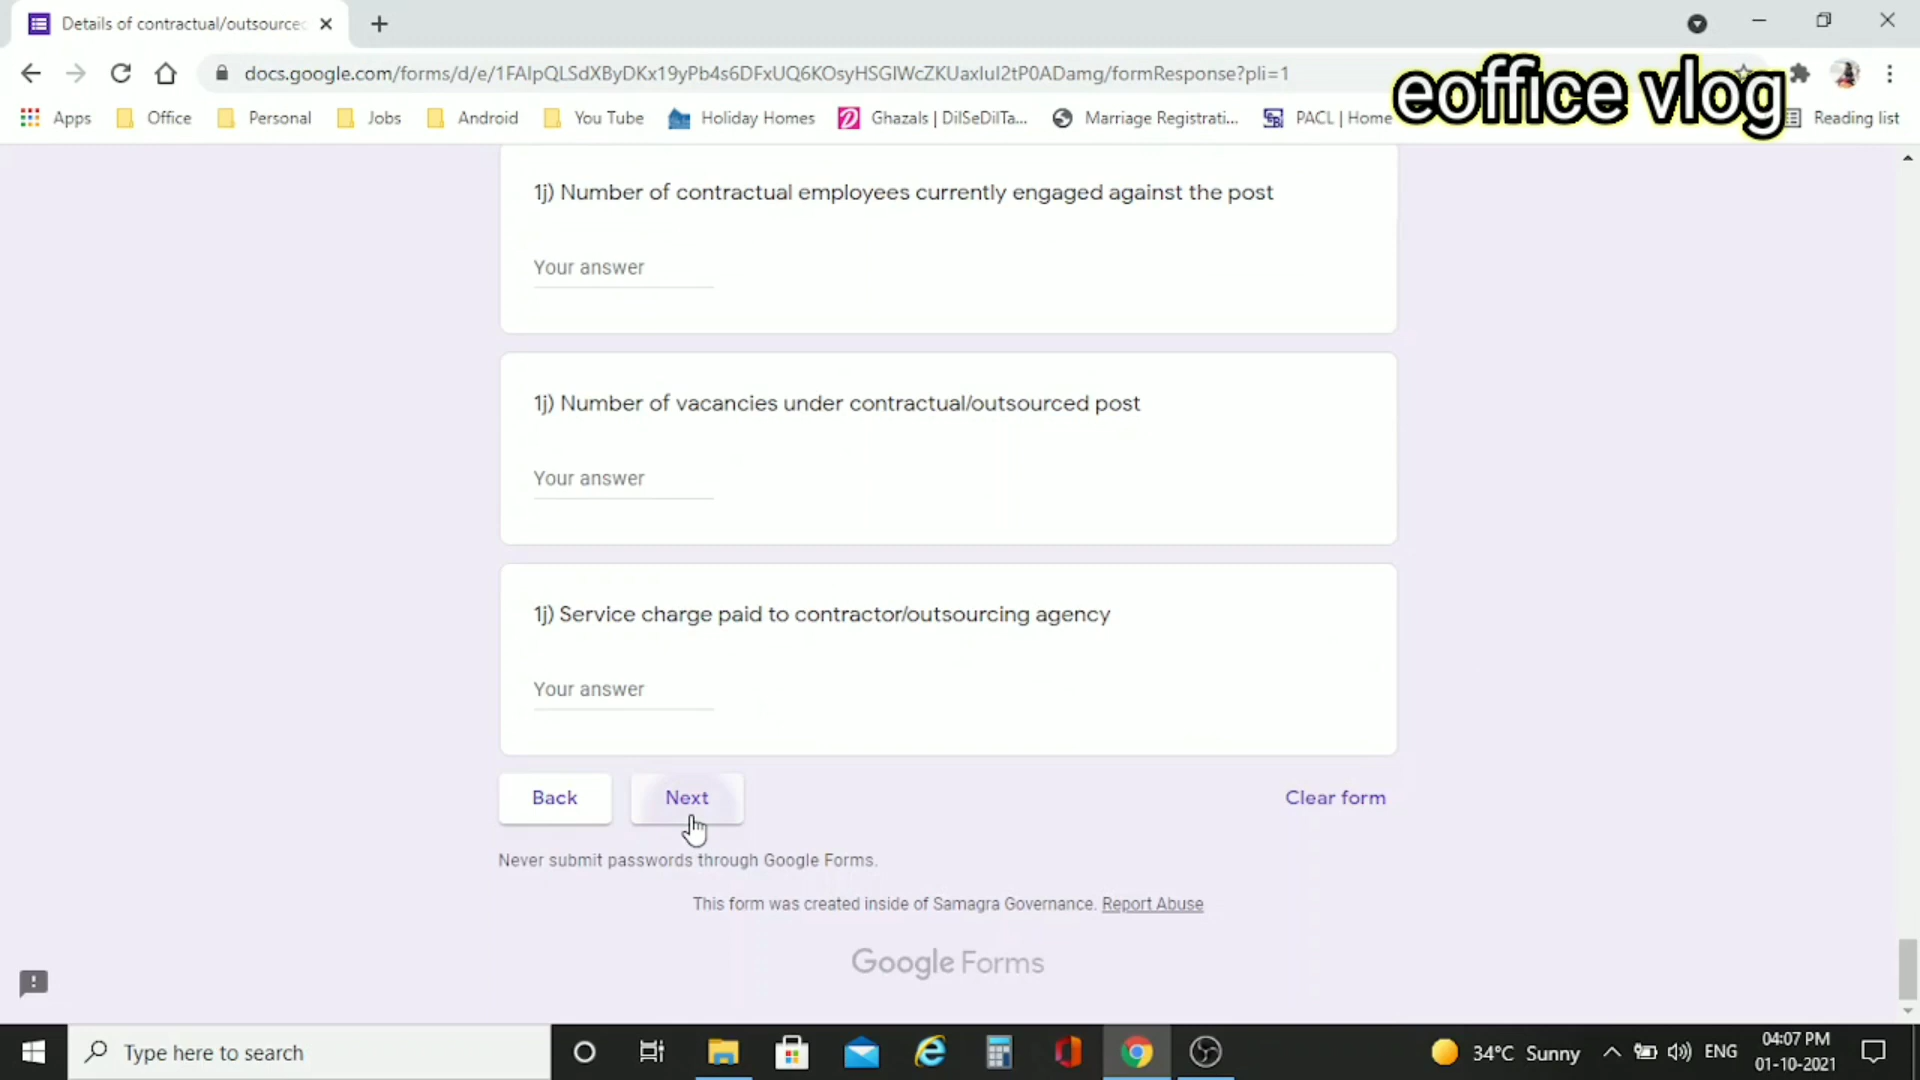 Details of contractual/outsource
docs.google.com/forms/d/e/1FAIpQLSdXByDKx19yPb4s6DFxUQ6KOsyHSGlWcZKUaxlul2tP0ADamg/formResponse?pli=1
eoffice vlog
Apps Office Personal Jobs Android You Tube Holiday Homes Ghazals | DilSeDilTa... Marriage Registrati... PACL | Home Reading list
1j) Number of contractual employees currently engaged against the post
Your answer
1j) Number of vacancies under contractual/outsourced post
Your answer
1j) Service charge paid to contractor/outsourcing agency
Your answer
Back Next Clear form
Never submit passwords through Google Forms.
This form was created inside of Samagra Governance. Report Abuse
Google Forms
Type here to search
34°C Sunny ENG
04:07 PM
01-10-2021